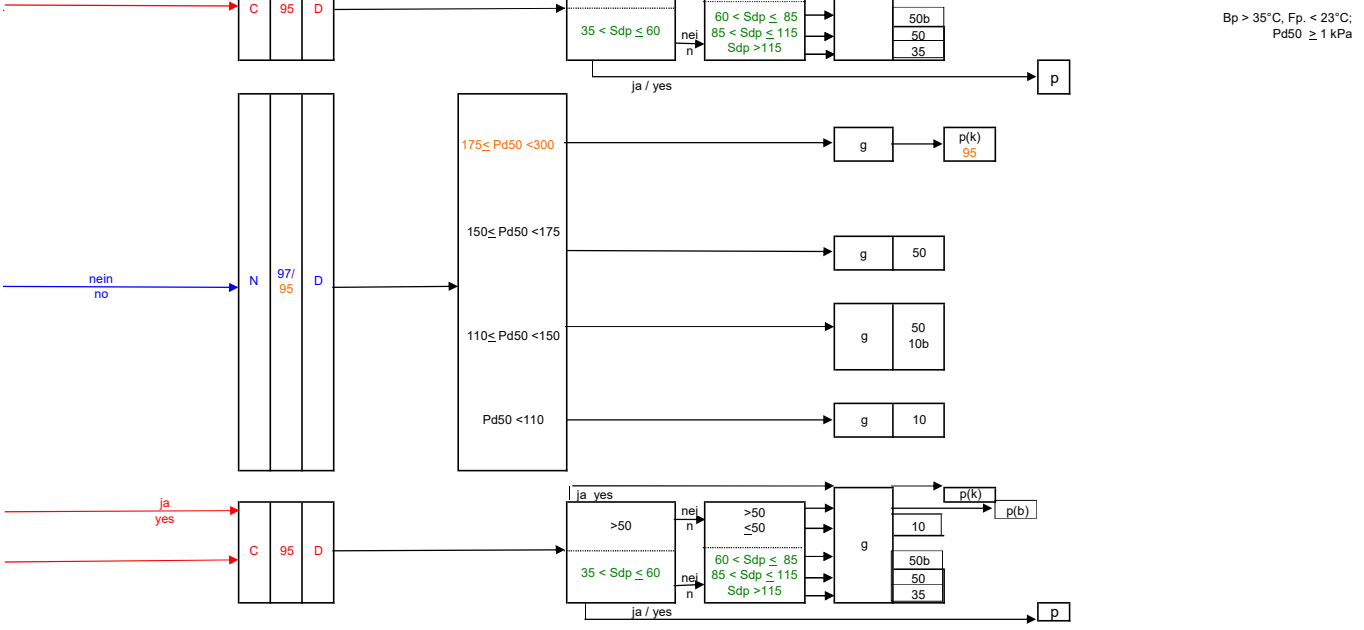 C 95 D
35 < Sdp ≤ 60
nei
n
60 < Sdp ≤ 85
85 < Sdp ≤ 115
Sdp >115
50b
50
35
Bp > 35°C, Fp. < 23°C;
Pd50 ≥ 1 kPa
ja / yes
p
175≤ Pd50 <300
g
p(k)
95
150≤ Pd50 <175
g 50
nein
no
N 97/ D
95
110≤ Pd50 <150
g
50
10b
Pd50 <110
g 10
ja
yes
C 95 D
ja yes
>50
nei
n
>50
≤50
g
p(k)
p(b)
10
35 < Sdp ≤ 60
nei
n
60 < Sdp ≤ 85
85 < Sdp ≤ 115
Sdp >115
50b
50
35
ja / yes
p